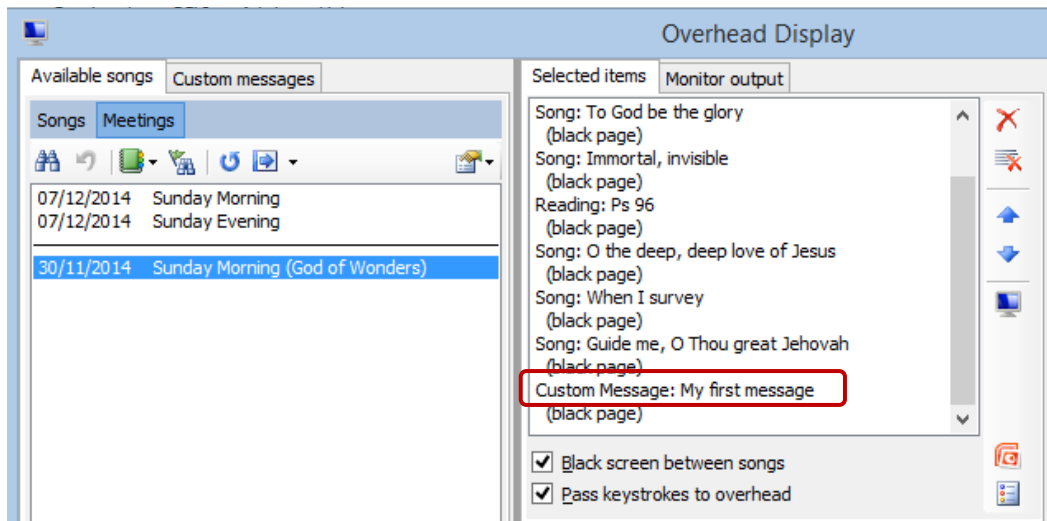 Overhead Display
Available songs
Custom messages
Songs
Meetings
07/12/2014 Sunday Morning
07/12/2014 Sunday Evening
30/11/2014 Sunday Morning (God of Wonders)
Selected items
Monitor output
Song: To God be the glory
(black page)
Song: Immortal, invisible
(black page)
Reading: Ps 96
(black page)
Song: O the deep, deep love of Jesus
(black page)
Song: When I survey
(black page)
Song: Guide me, O Thou great Jehovah
(black page)
Custom Message: My first message
(black page)
Black screen between songs
Pass keystrokes to overhead